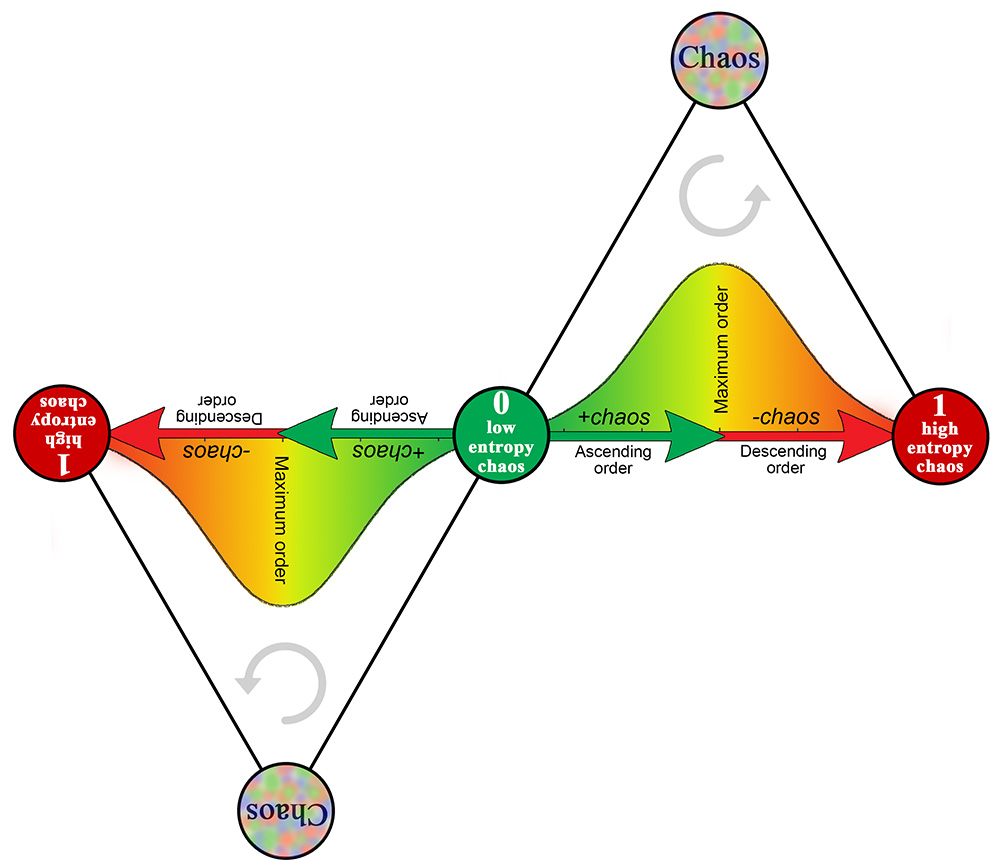 Chaos
Maximum order
+chaos
-chaos
0
low
entropy
chaos
1
high
entropy
chaos
Ascending
order
Descending
order
1
high
entropy
chaos
Descending
order
Ascending
order
-chaos
+chaos
Maximum order
Chaos